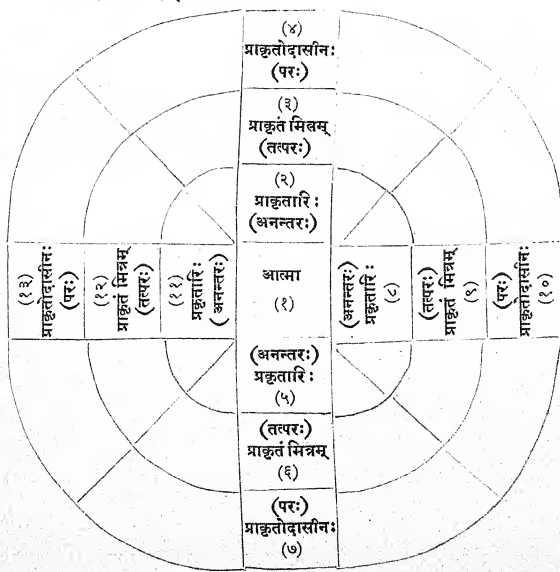 (४)
प्राकृतोदासीनः
(परः)
(३)
प्राकृतं मित्रम्
(तत्परः)
(२)
प्राकृतारिः
(अनन्तरः)
(१३)
प्राकृतोदासीनः
(परः)
(१२)
प्राकृतं मित्रम्
(तत्परः)
(११)
प्रकृतारिः
(अनन्तरः)
आत्मा
(१)
(अनन्तरः)
प्रकृतारिः
(८)
(तत्परः)
प्राकृतं मित्रम्
(९)
(परः)
प्राकृतोदासीनः
(१०)
(अनन्तरः)
प्रकृतारिः
(५)
(तत्परः)
प्राकृतं मित्रम्
(६)
(परः)
प्राकृतोदासीनः
(७)